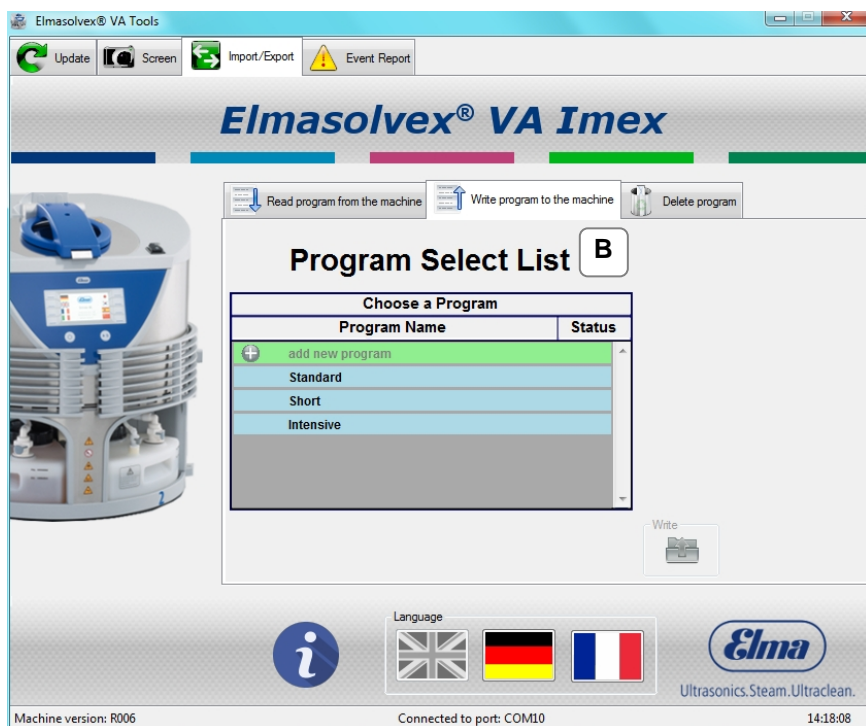 Elmasolvex® VA Tools
Update Screen Import/Export Event Report
Elmasolvex® VA Imex
Read program from the machine Write program to the machine Delete program
Program Select List B
Choose a Program
Program Name Status
add new program
Standard
Short
Intensive
Write
Language
Elma
Ultrasonics.Steam.Ultraclean.
2
Machine version: R006 Connected to port: COM10 14:18:08